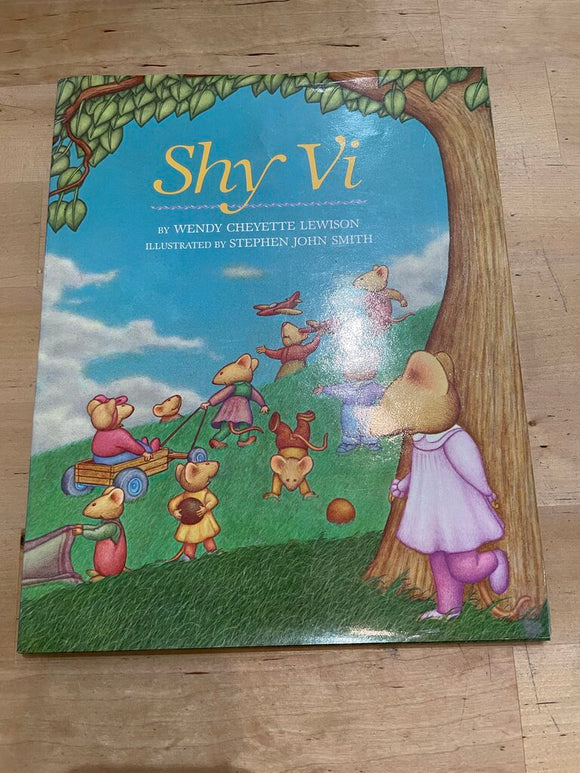 Shy Vi
BY WENDY CHEYETTE LEWISON
ILLUSTRATED BY STEPHEN JOHN SMITH